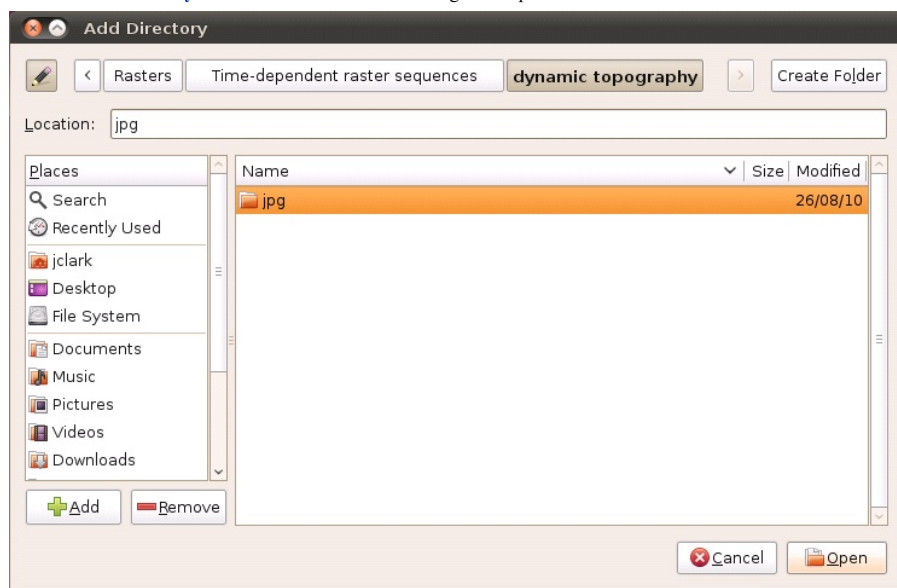 Add Directory
Rasters
Time-dependent raster sequences
dynamic topography
Create Folder
Location: jpg
Places
Search
Recently Used
jclark
Desktop
File System
Documents
Music
Pictures
Videos
Downloads
Add Remove
Name Size Modified
jpg 26/08/10
Cancel Open